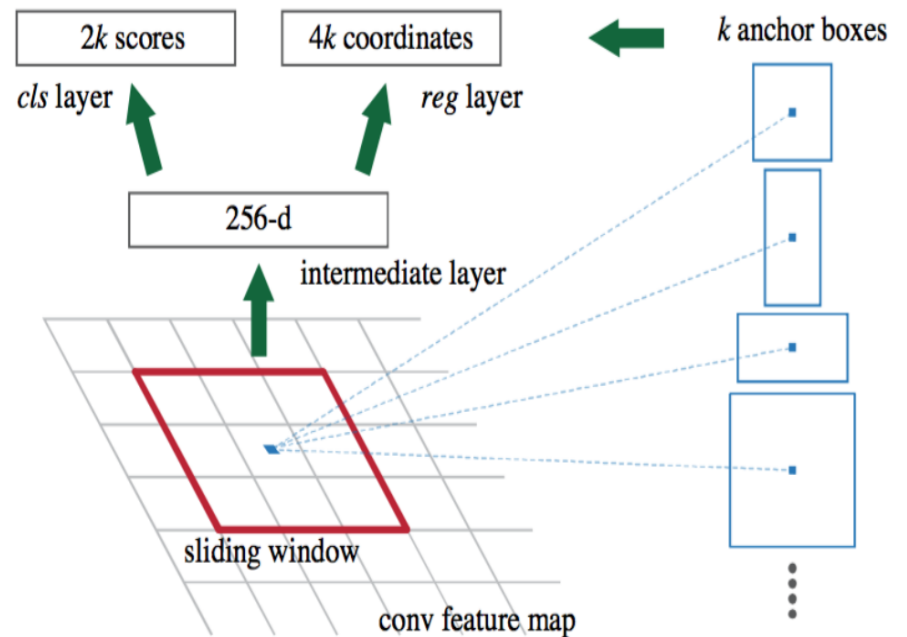 2k scores
4k coordinates
k anchor boxes
cls layer
reg layer
256-d
intermediate layer
sliding window
conv feature map